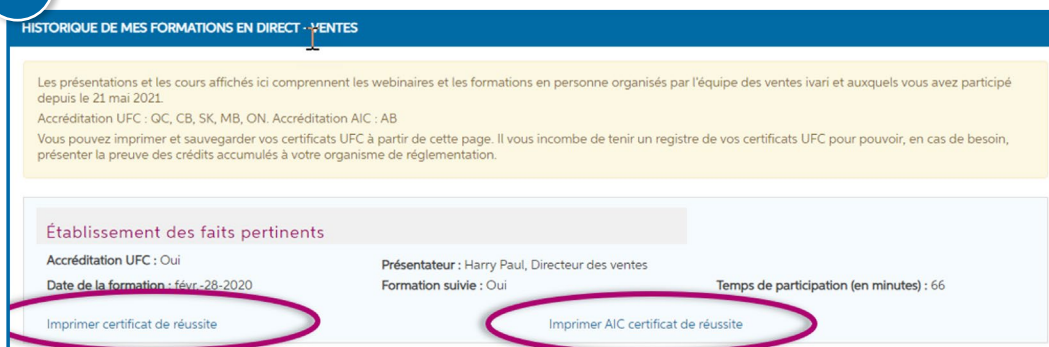 HISTORIQUE DE MES FORMATIONS EN DIRECT - VENTES
Les présentations et les cours affichés ici comprennent les webinaires et les formations en personne organisés par l'équipe des ventes ivari et auxquels vous avez participé
depuis le 21 mai 2021.
Accréditation UFC : QC, CB, SK, MB, ON. Accréditation AIC : AB
Vous pouvez imprimer et sauvegarder vos certificats UFC à partir de cette page. Il vous incombe de tenir un registre de vos certificats UFC pour pouvoir, en cas de besoin,
présenter la preuve des crédits accumulés à votre organisme de réglementation.
Établissement des faits pertinents
Accréditation UFC : Oui
Présentateur : Harry Paul, Directeur des ventes
Date de la formation : févr.-28-2020
Formation suivie : Oui
Temps de participation (en minutes) : 66
Imprimer certificat de réussite
Imprimer AIC certificat de réussite